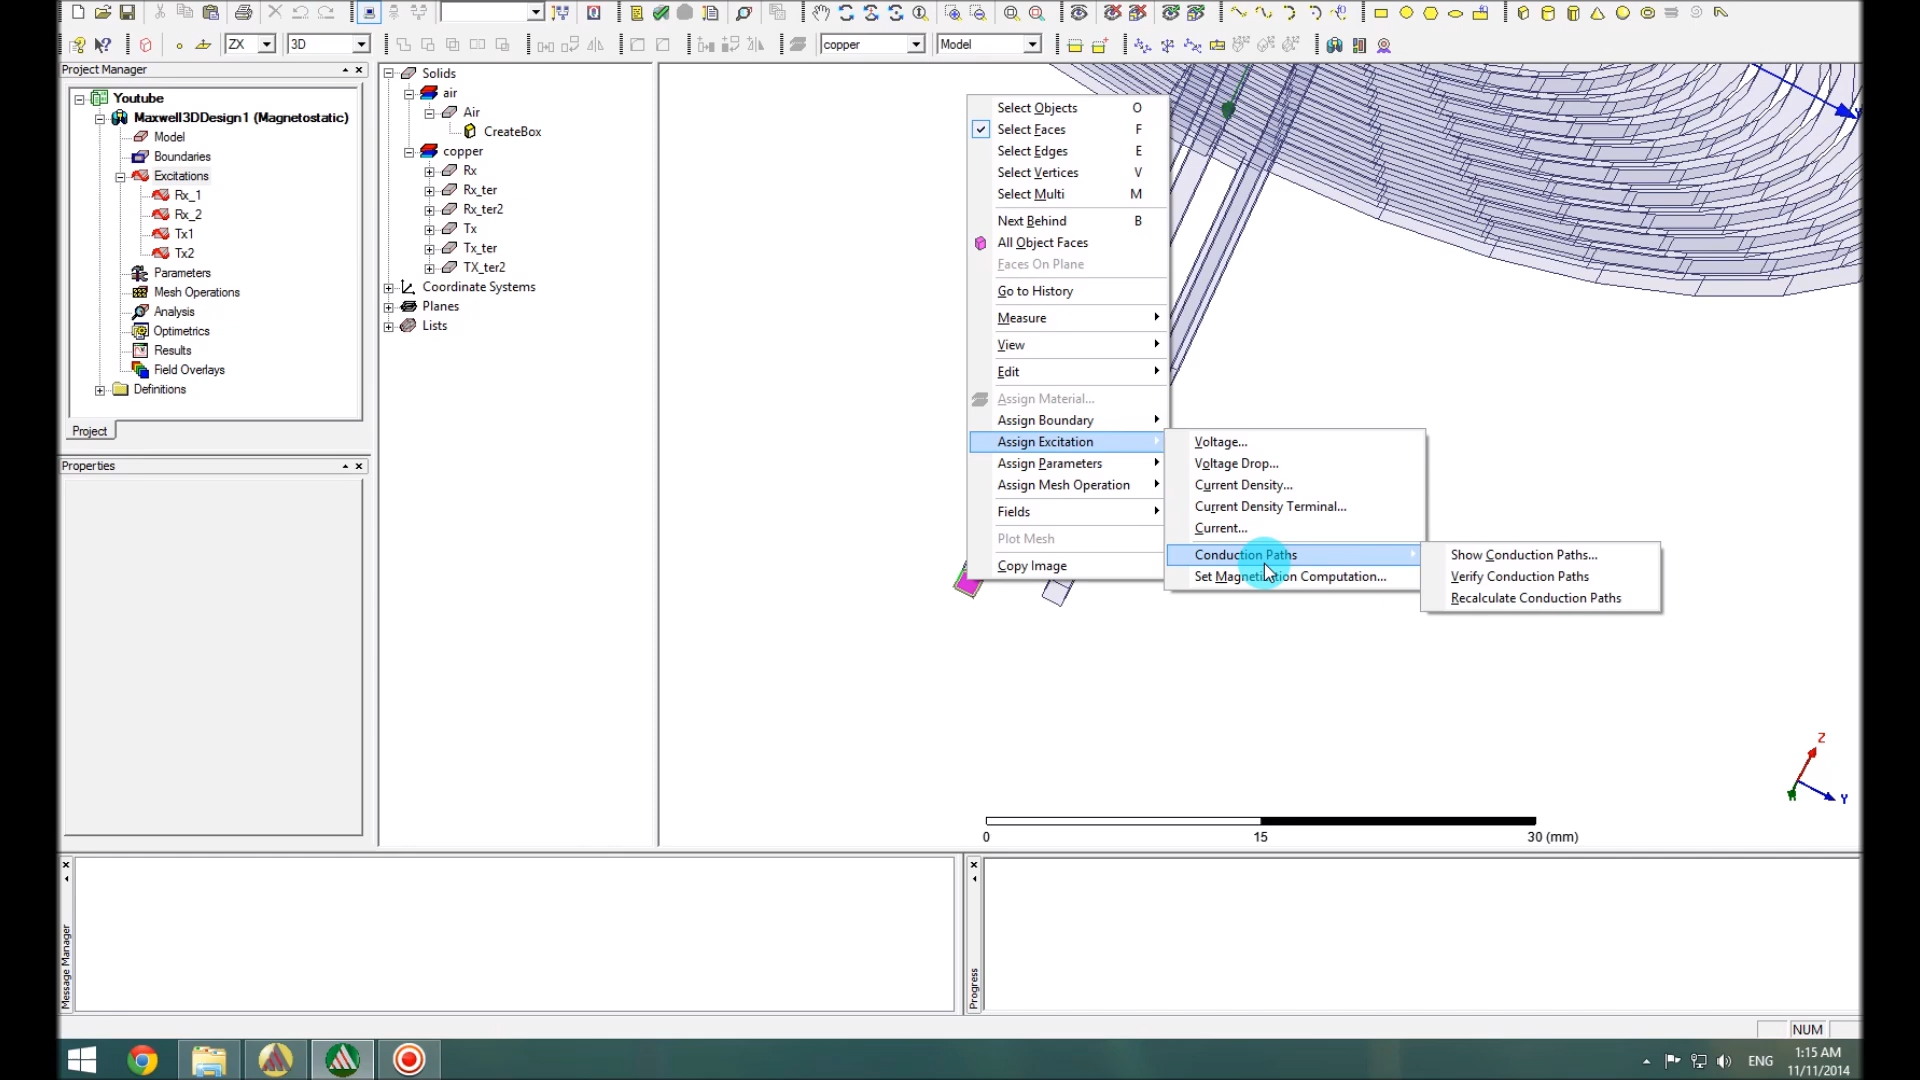 ZX
3D
copper
Model
Project Manager
Youtube
Maxwell3DDesign1 (Magnetostatic)
Model
Boundaries
Excitations
Rx_1
Rx_2
Tx1
Tx2
Parameters
Mesh Operations
Analysis
Optimetrics
Results
Field Overlays
Definitions
Project
Properties
Solids
air
Air
CreateBox
copper
Rx
Rx_ter
Rx_ter2
Tx
Tx_ter
TX_ter2
Coordinate Systems
Planes
Lists
Select Objects O
Select Faces F
Select Edges E
Select Vertices V
Select Multi M
Next Behind B
All Object Faces
Faces On Plane
Go to History
Measure
View
Edit
Assign Material...
Assign Boundary
Assign Excitation
Assign Parameters
Assign Mesh Operation
Fields
Plot Mesh
Copy Image
Voltage...
Voltage Drop...
Current Density...
Current Density Terminal...
Current...
Conduction Paths
Set Magnetization Computation...
Show Conduction Paths...
Verify Conduction Paths
Recalculate Conduction Paths
Z
Y
0 15 30 (mm)
Message Manager
Progress
NUM
ENG
1:15 AM
11/11/2014